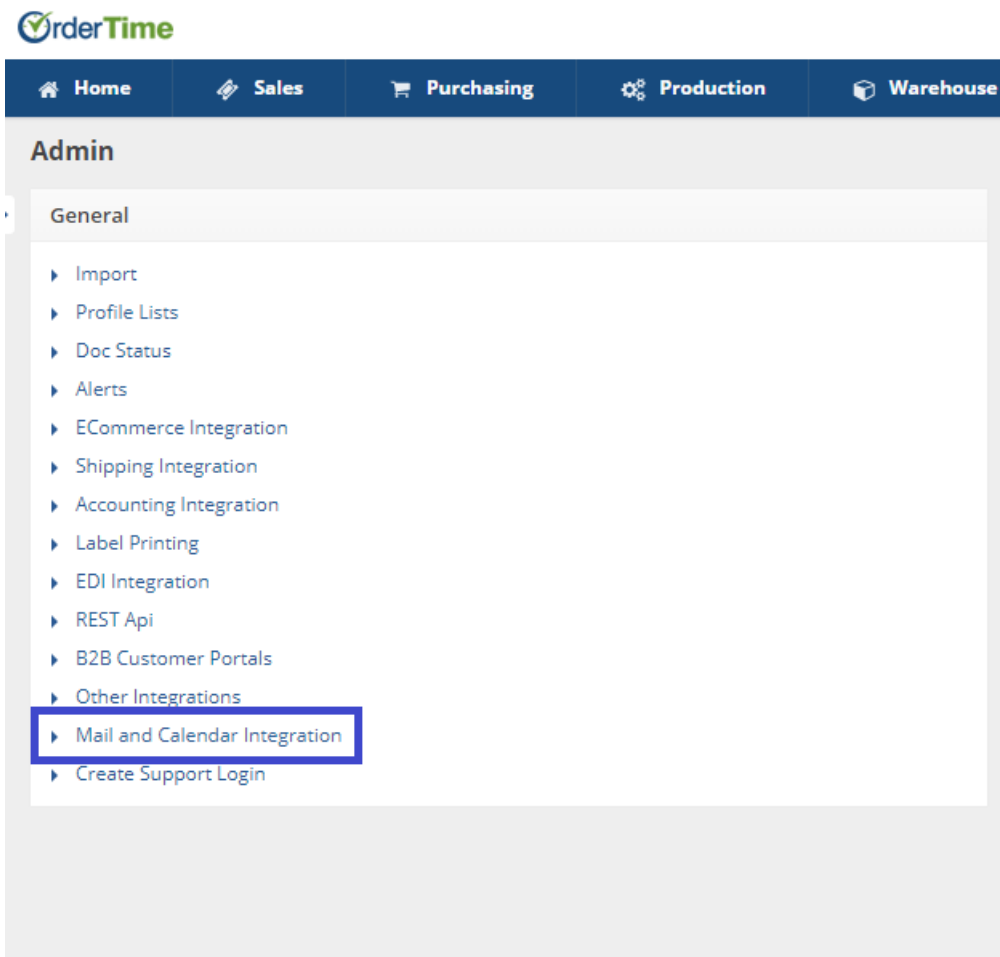 OrderTime
Home Sales Purchasing Production Warehouse
Admin
General
Import
Profile Lists
Doc Status
Alerts
ECommerce Integration
Shipping Integration
Accounting Integration
Label Printing
EDI Integration
REST Api
B2B Customer Portals
Other Integrations
Mail and Calendar Integration
Create Support Login